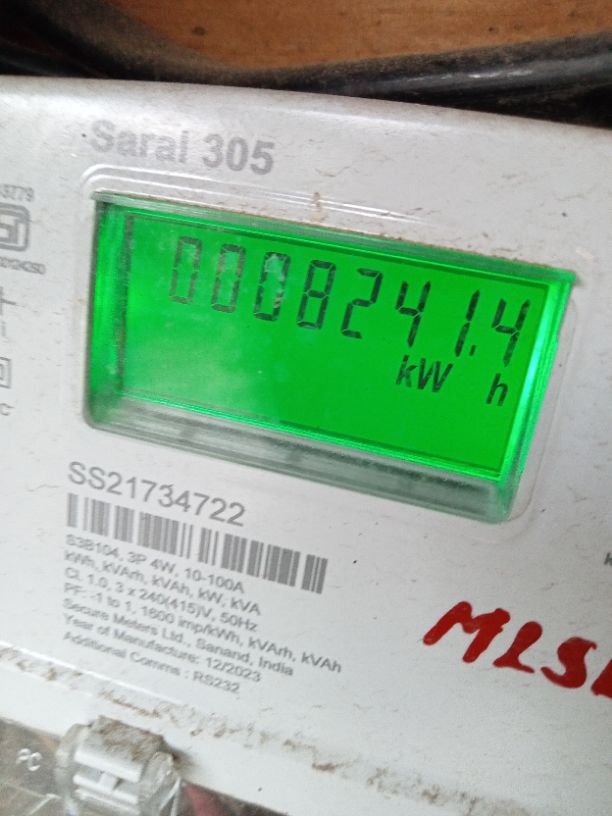 Saral 305
0008241.4
kW h
SS21734722
S3B104, 3P 4W, 10-100A
kWh, kVArh, kVAh, kW, kVA
Cl. 1.0, 3 x 240(415)V, 50Hz
PF: -1 to 1, 1600 imp/kWh, kVArh, kVAh
Secure Meters Ltd., Sanand, India
Year of Manufacture: 12/2023
Additional Comms : RS232
PC